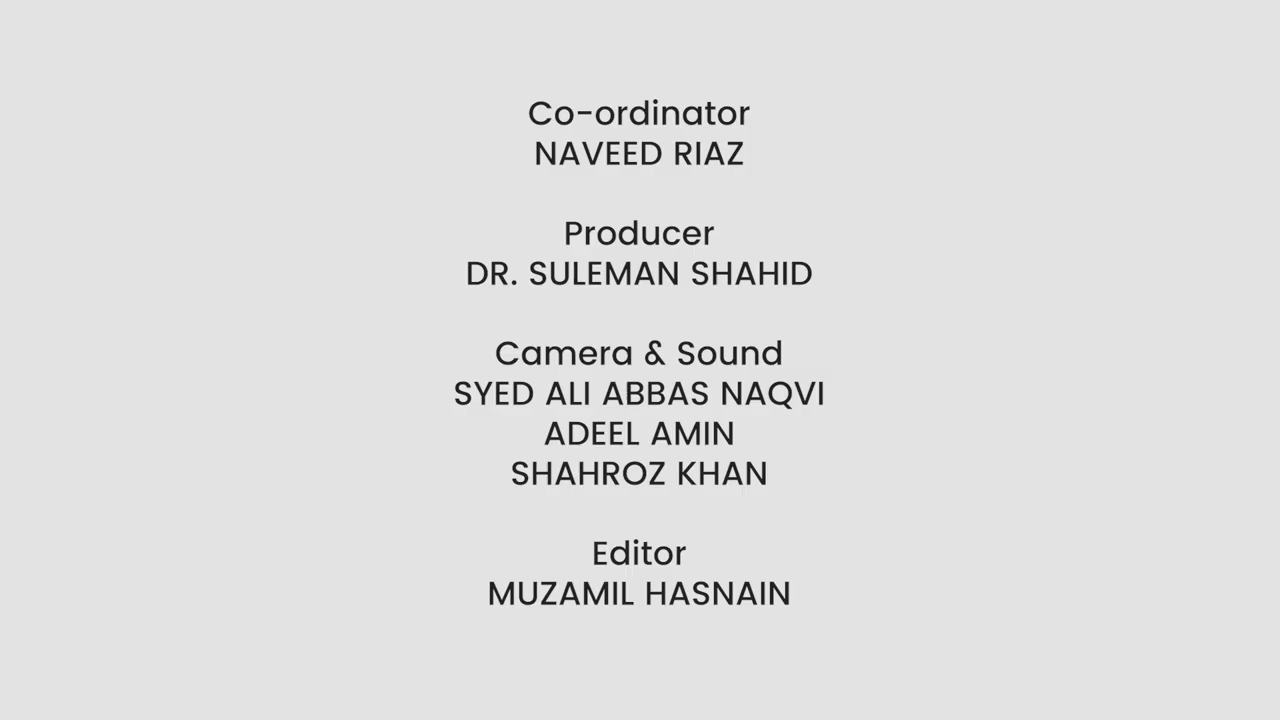 Co-ordinator
NAVEED RIAZ
Producer
DR. SULEMAN SHAHID
Camera & Sound
SYED ALI ABBAS NAQVI
ADEEL AMIN
SHAHROZ KHAN
Editor
MUZAMIL HASNAIN